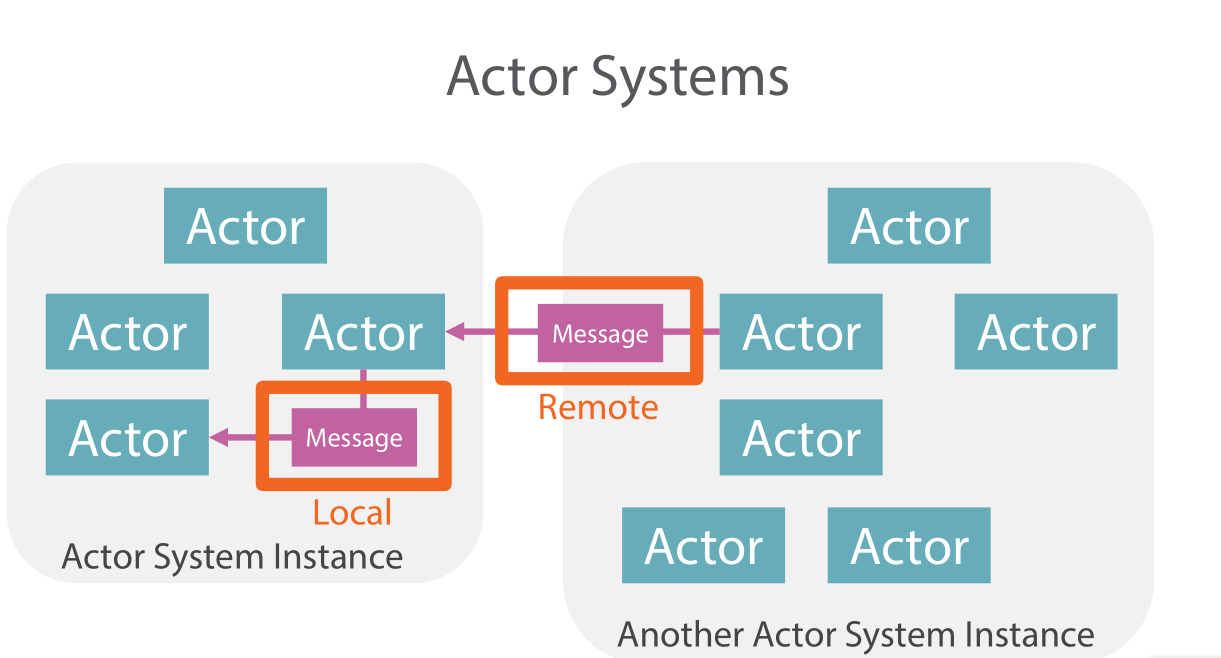 Actor Systems
Actor
Actor
Actor
Actor
Message
Local
Actor System Instance
Message
Remote
Actor
Actor
Actor
Actor
Actor
Actor
Another Actor System Instance